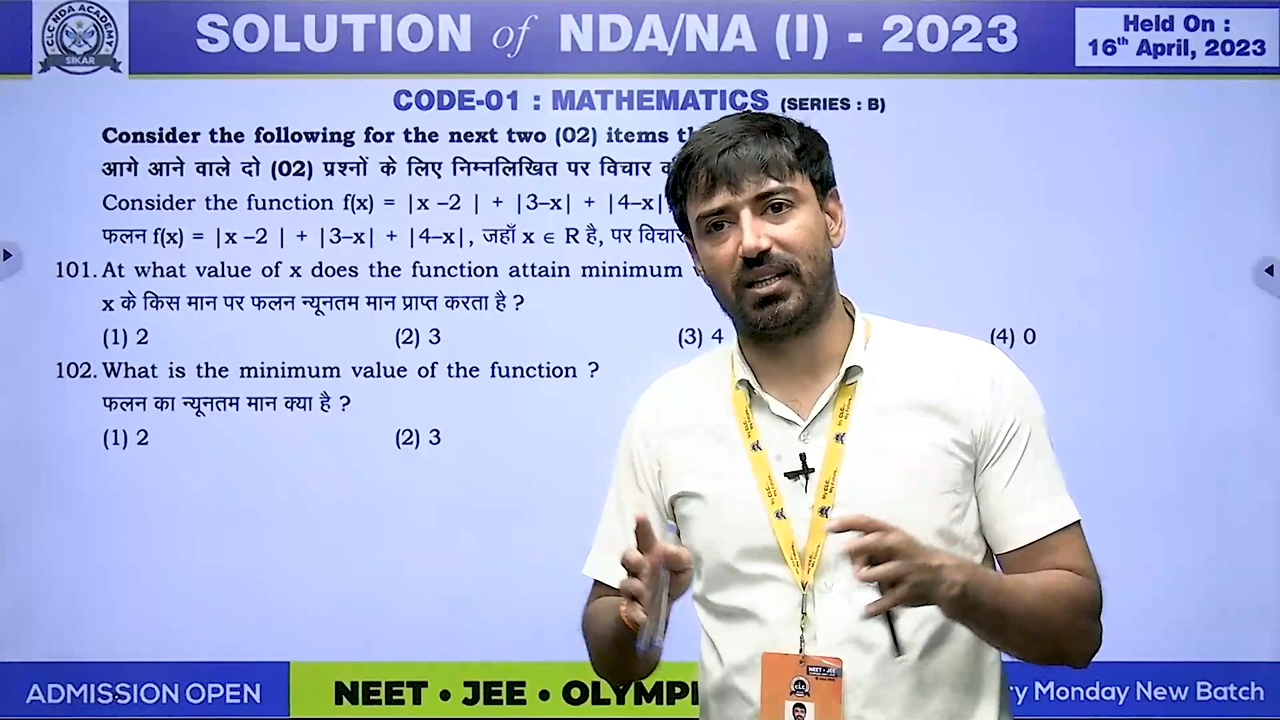 CLC NDA ACADEMY
SIKAR
SOLUTION of NDA/NA (I) - 2023
Held On :
16th April, 2023
CODE-01 : MATHEMATICS (SERIES : B)
Consider the following for the next two (02) items
आगे आने वाले दो (02) प्रश्नों के लिए निम्नलिखित पर विचार
Consider the function f(x) = |x –2 | + |3–x| + |4–x|
फलन f(x) = |x –2 | + |3–x| + |4–x|, जहाँ x ∈ R है, पर विचार
101. At what value of x does the function attain minimum
x के किस मान पर फलन न्यूनतम मान प्राप्त करता है ?
(1) 2 (2) 3 (3) 4 (4) 0
102. What is the minimum value of the function ?
फलन का न्यूनतम मान क्या है ?
(1) 2 (2) 3
ADMISSION OPEN
NEET • JEE •
Monday New Batch